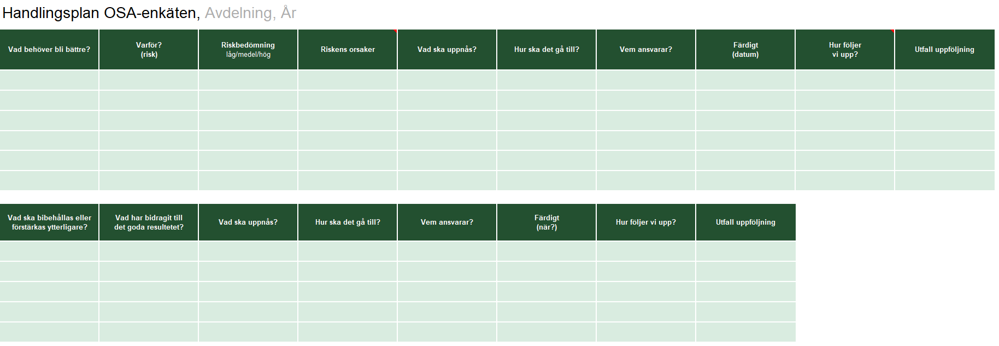 Handlingsplan OSA-enkäten, Avdelning, År
Vad behöver bli bättre?
Varför?
(risk)
Riskbedömning
låg/medel/hög
Riskens orsaker
Vad ska uppnås?
Hur ska det gå till?
Vem ansvarar?
Färdigt
(datum)
Hur följer
vi upp?
Utfall uppföljning
Vad ska bibehållas eller
förstärkas ytterligare?
Vad har bidragit till
det goda resultetet?
Vad ska uppnås?
Hur ska det gå till?
Vem ansvarar?
Färdigt
(när?)
Hur följer vi upp?
Utfall uppföljning